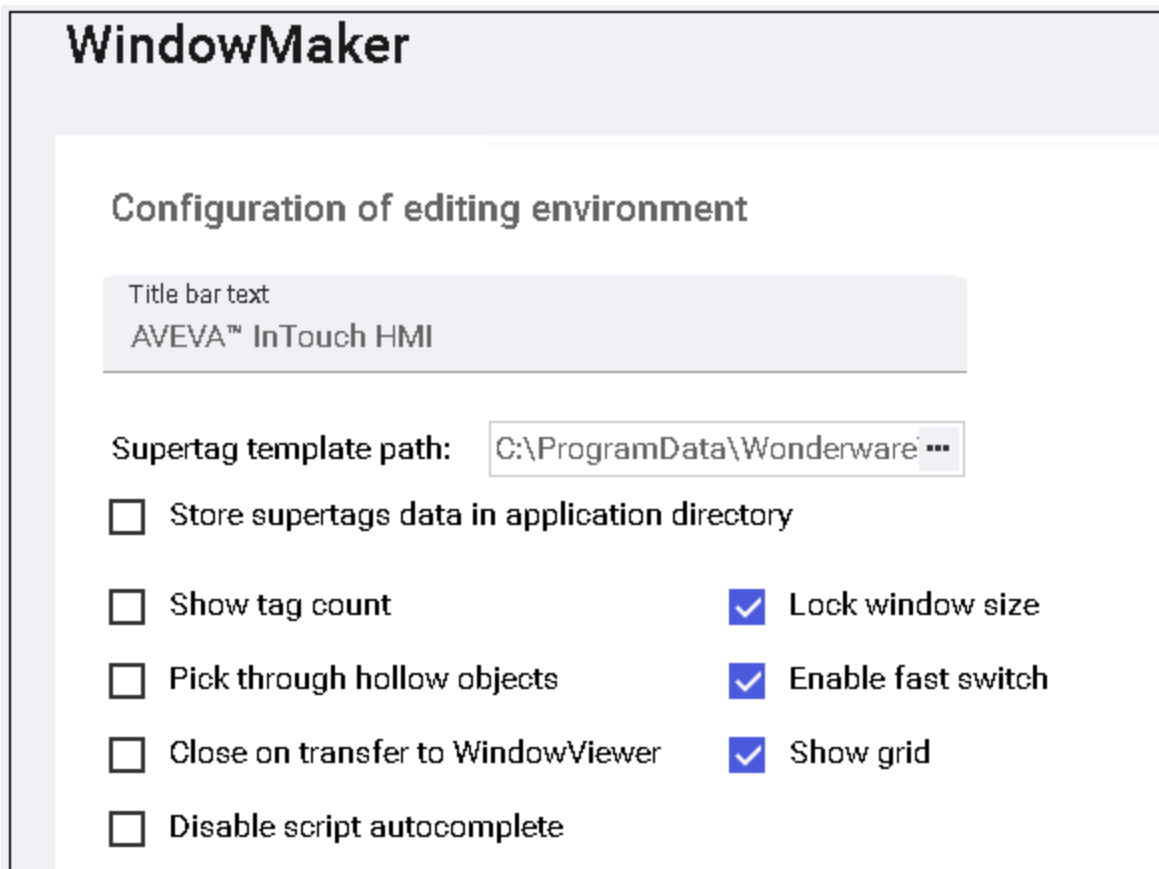 WindowMaker
Configuration of editing environment
Title bar text
AVEVA™ InTouch HMI
Supertag template path: C:\ProgramData\Wonderware ...
Store supertags data in application directory
Show tag count Lock window size
Pick through hollow objects Enable fast switch
Close on transfer to WindowViewer Show grid
Disable script autocomplete